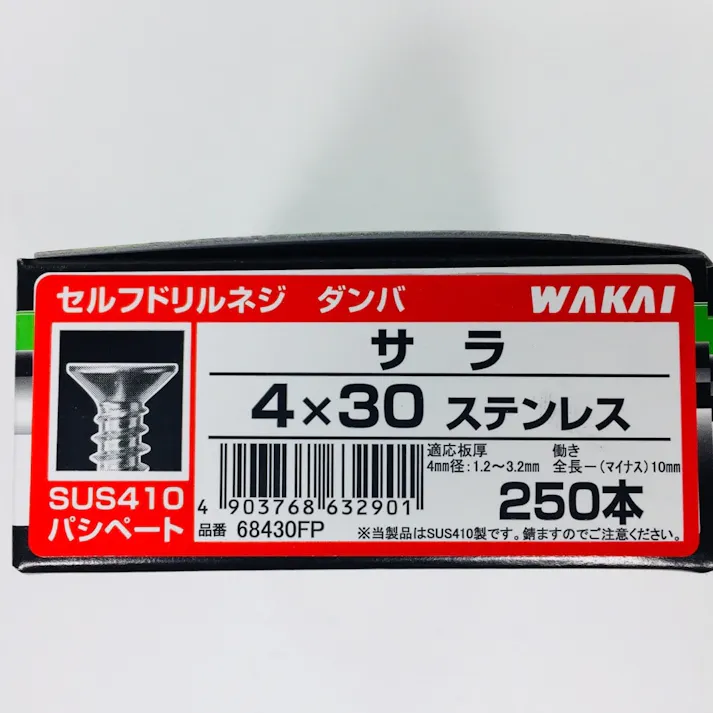 セルフドリルネジ ダンバ WAKAI
サラ
4×30 ステンレス
SUS410
パシペート
適応板厚
4mm径:1.2〜3.2mm
働き
全長ー(マイナス)10mm
4 903768 632901
250本
品番 68430FP
※当製品はSUS410製です。錆ますのでご注意ください。